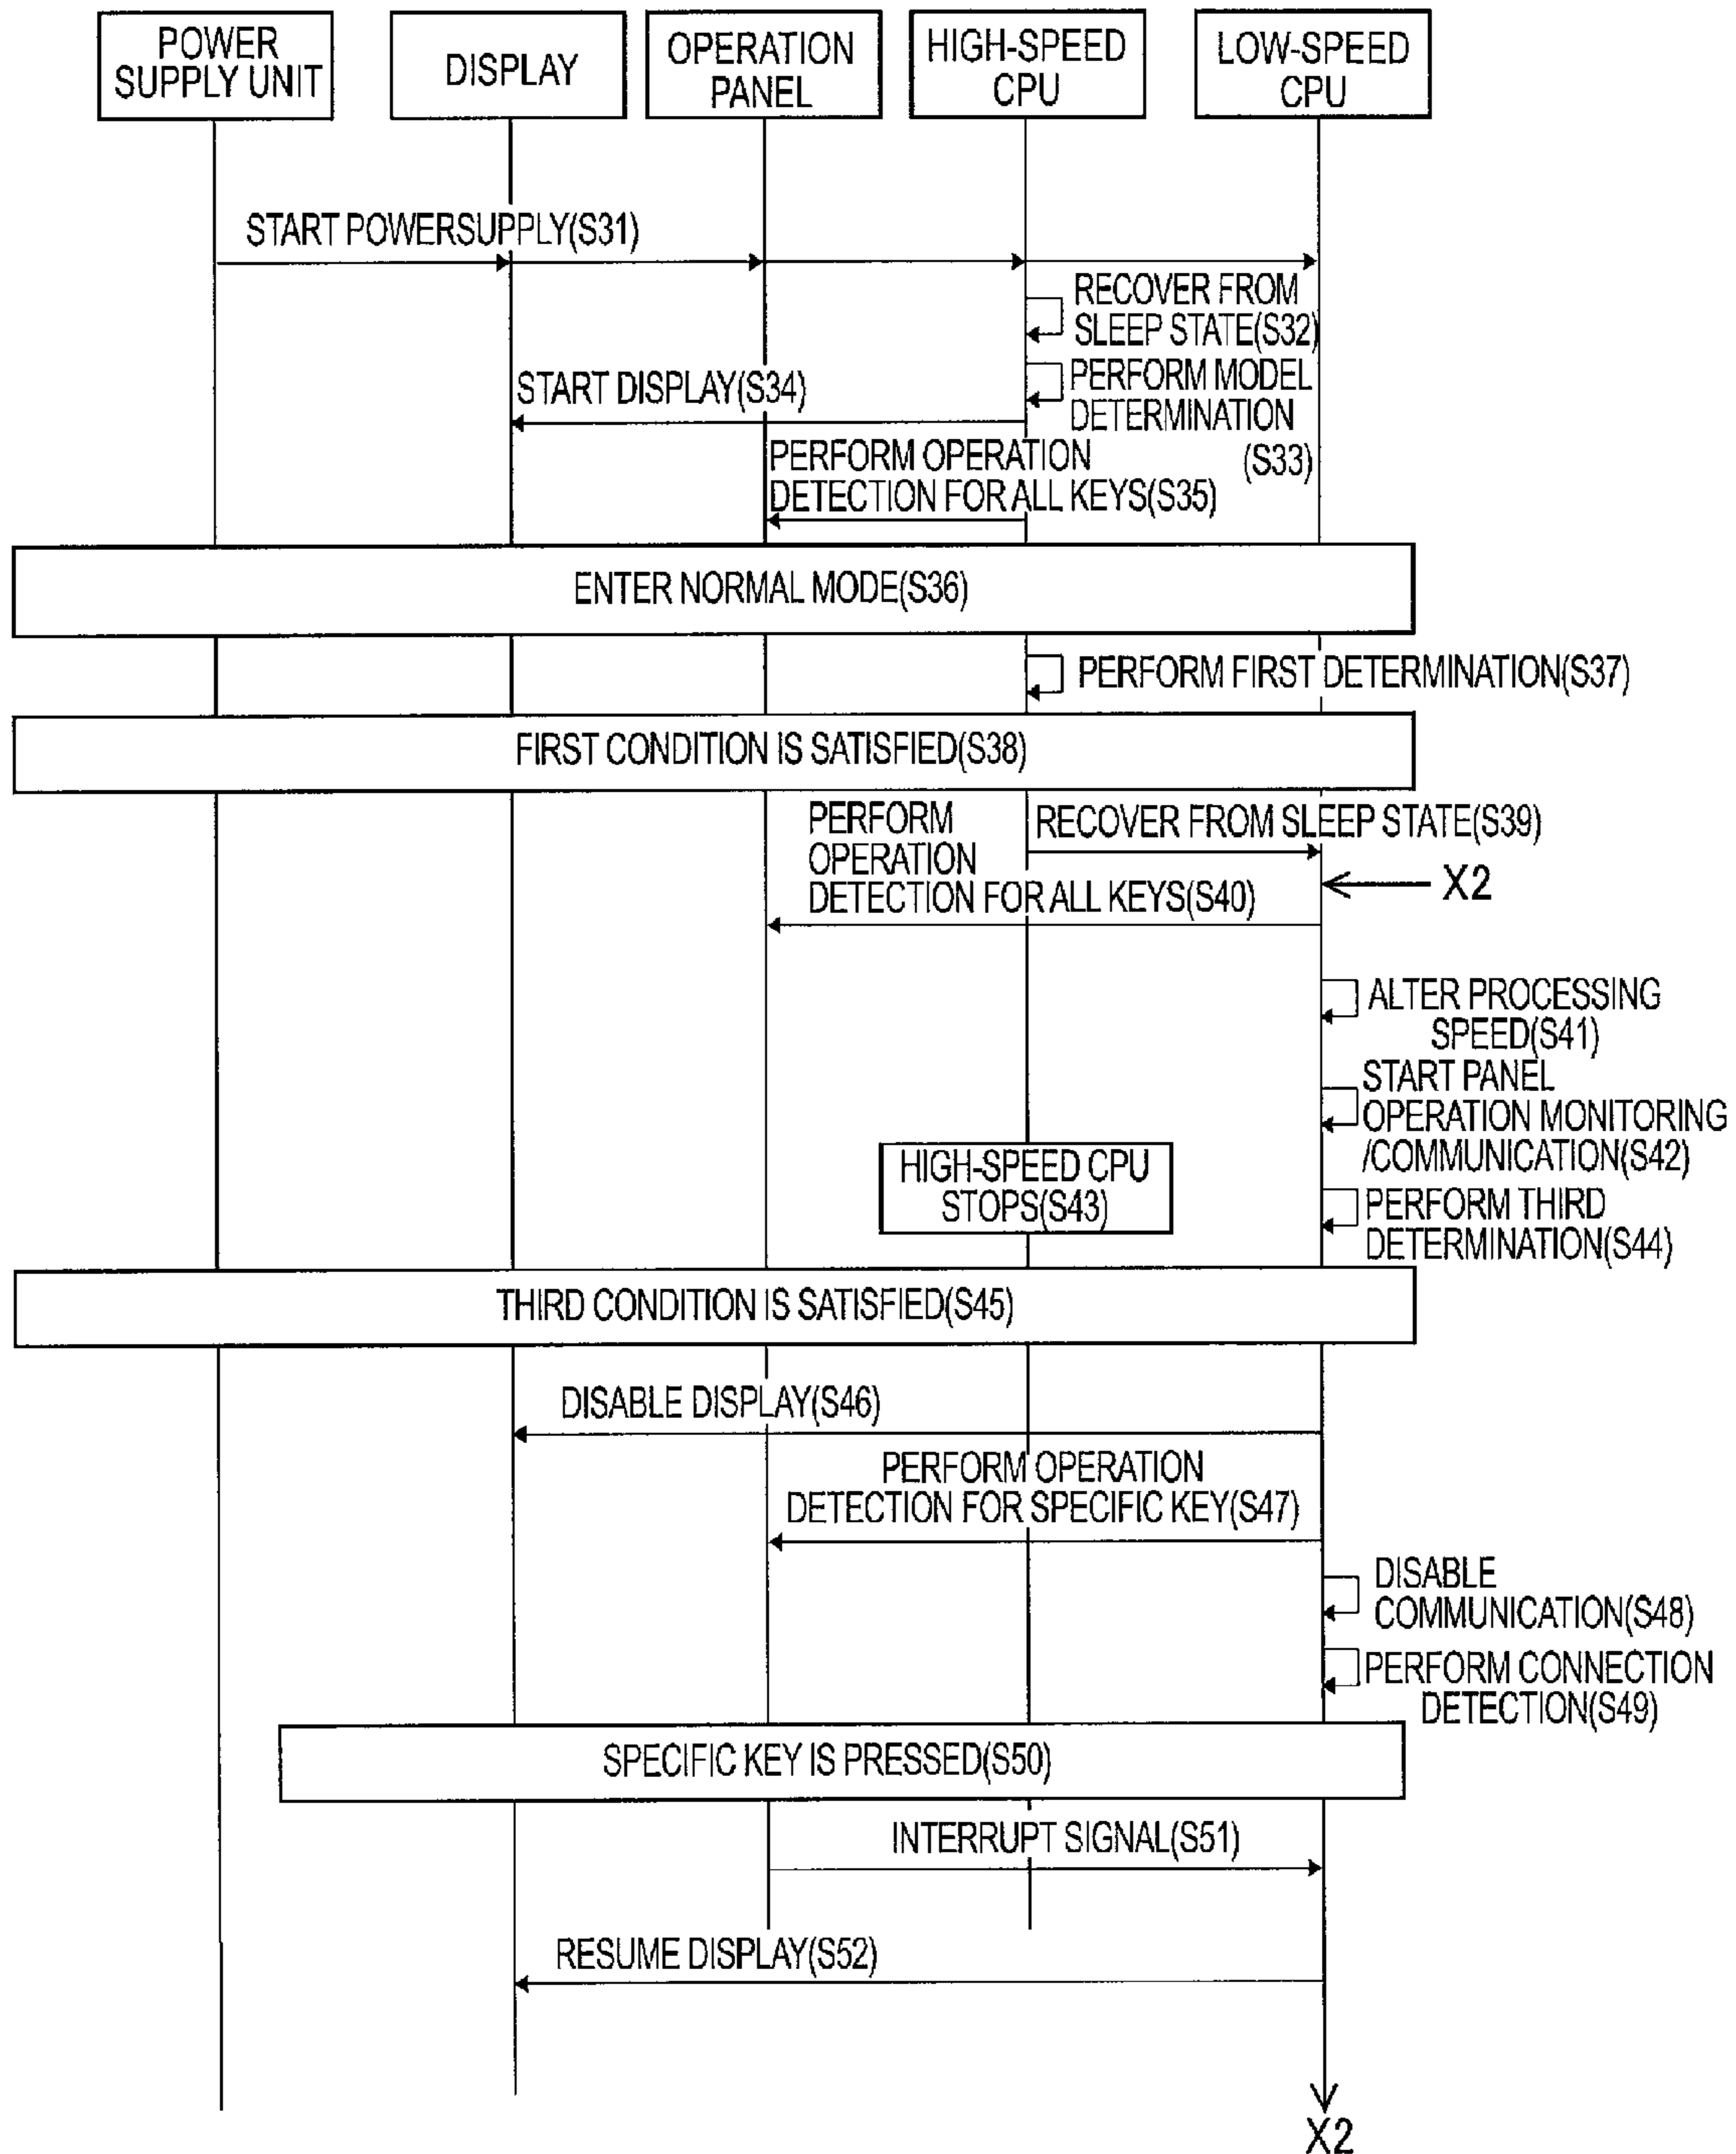 POWER
SUPPLY UNIT
DISPLAY
OPERATION
PANEL
HIGH-SPEED
CPU
LOW-SPEED
CPU
START POWERSUPPLY(S31)
RECOVER FROM
SLEEP STATE(S32)
START DISPLAY(S34)
PERFORM MODEL
DETERMINATION
(S33)
PERFORM OPERATION
DETECTION FOR ALL KEYS(S35)
ENTER NORMAL MODE(S36)
PERFORM FIRST DETERMINATION(S37)
FIRST CONDITION IS SATISFIED(S38)
PERFORM
OPERATION
DETECTION FOR ALL KEYS(S40)
RECOVER FROM SLEEP STATE(S39)
X2
ALTER PROCESSING
SPEED(S41)
START PANEL
OPERATION MONITORING
/COMMUNICATION(S42)
HIGH-SPEED CPU
STOPS(S43)
PERFORM THIRD
DETERMINATION(S44)
THIRD CONDITION IS SATISFIED(S45)
DISABLE DISPLAY(S46)
PERFORM OPERATION
DETECTION FOR SPECIFIC KEY(S47)
DISABLE
COMMUNICATION(S48)
PERFORM CONNECTION
DETECTION(S49)
SPECIFIC KEY IS PRESSED(S50)
INTERRUPT SIGNAL(S51)
RESUME DISPLAY(S52)
X2